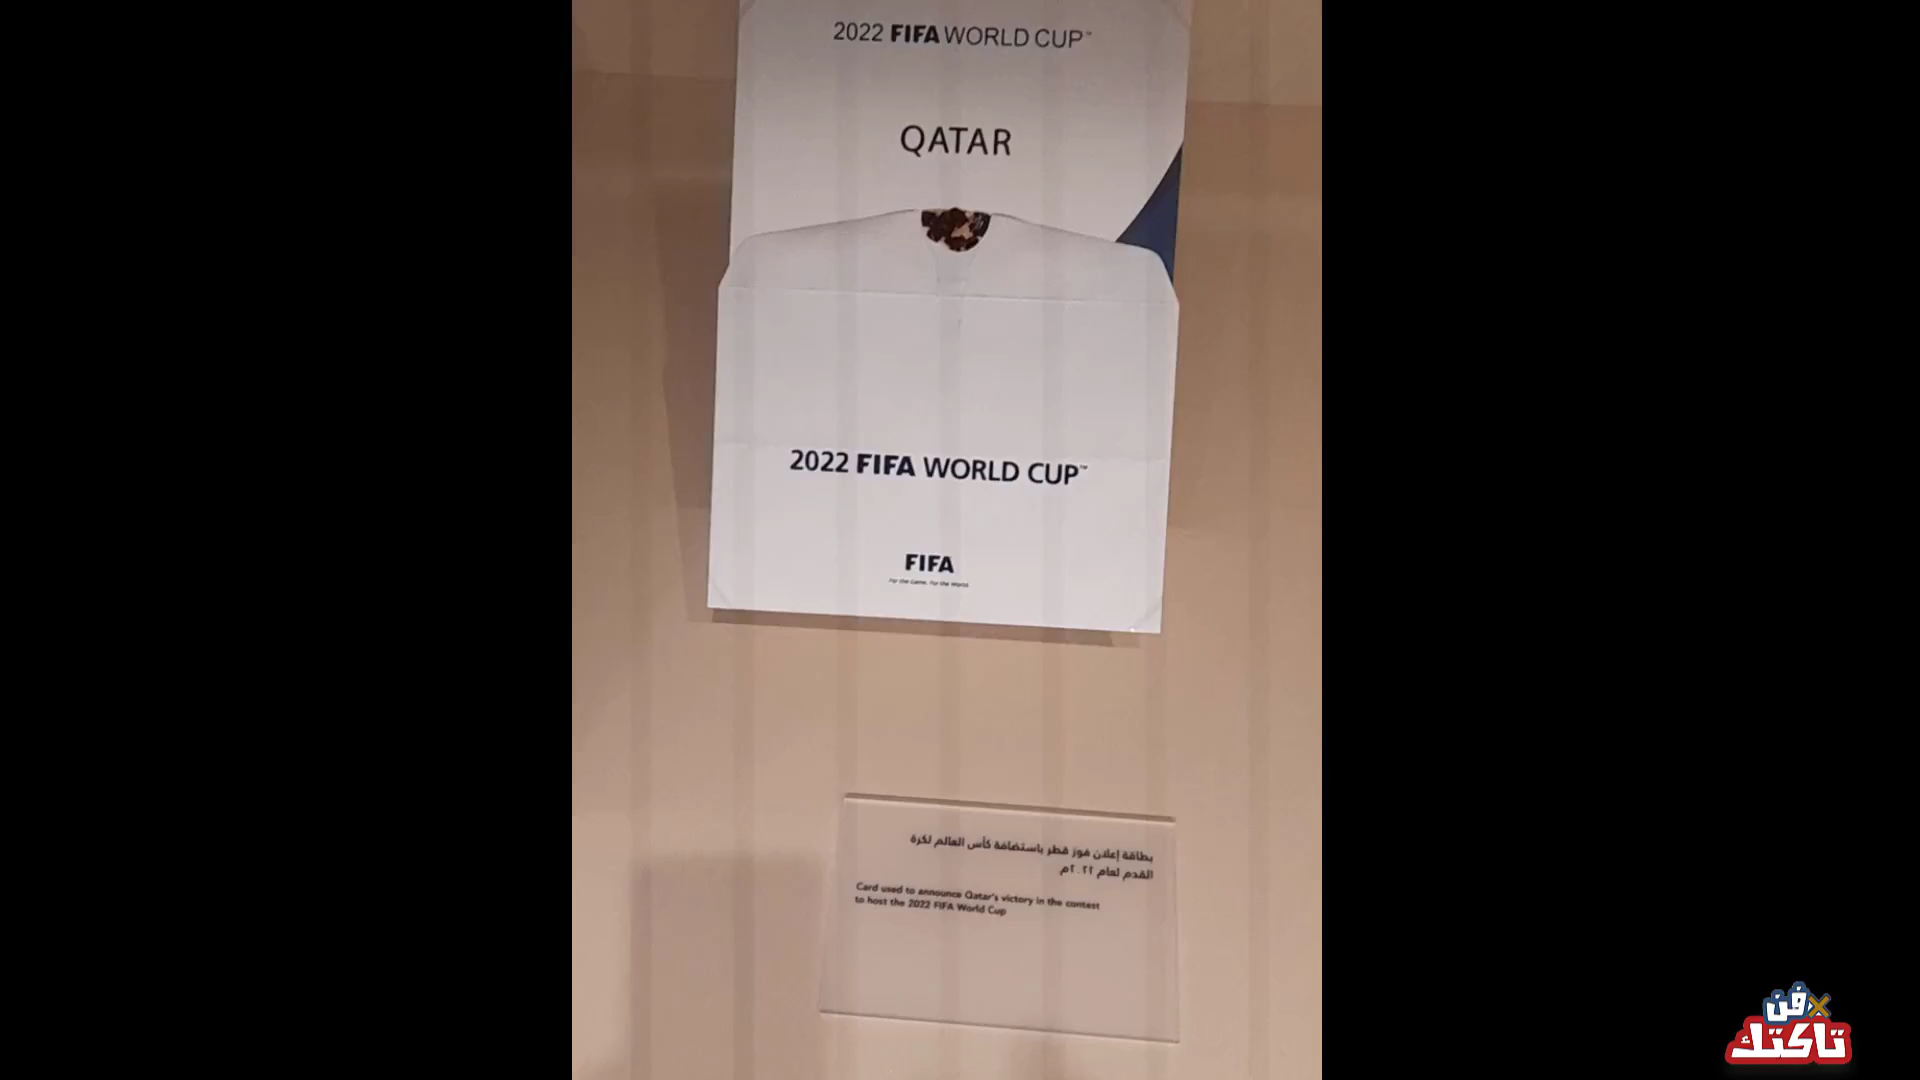 2022 FIFA WORLD CUP™
QATAR
2022 FIFA WORLD CUP™
FIFA
For the Game. For the World.
بطاقة إعلان فوز قطر باستضافة كأس العالم لكرة
القدم لعام ٢٠٢٢م
Card used to announce Qatar's victory in the contest
to host the 2022 FIFA World Cup
فن
تاكتك